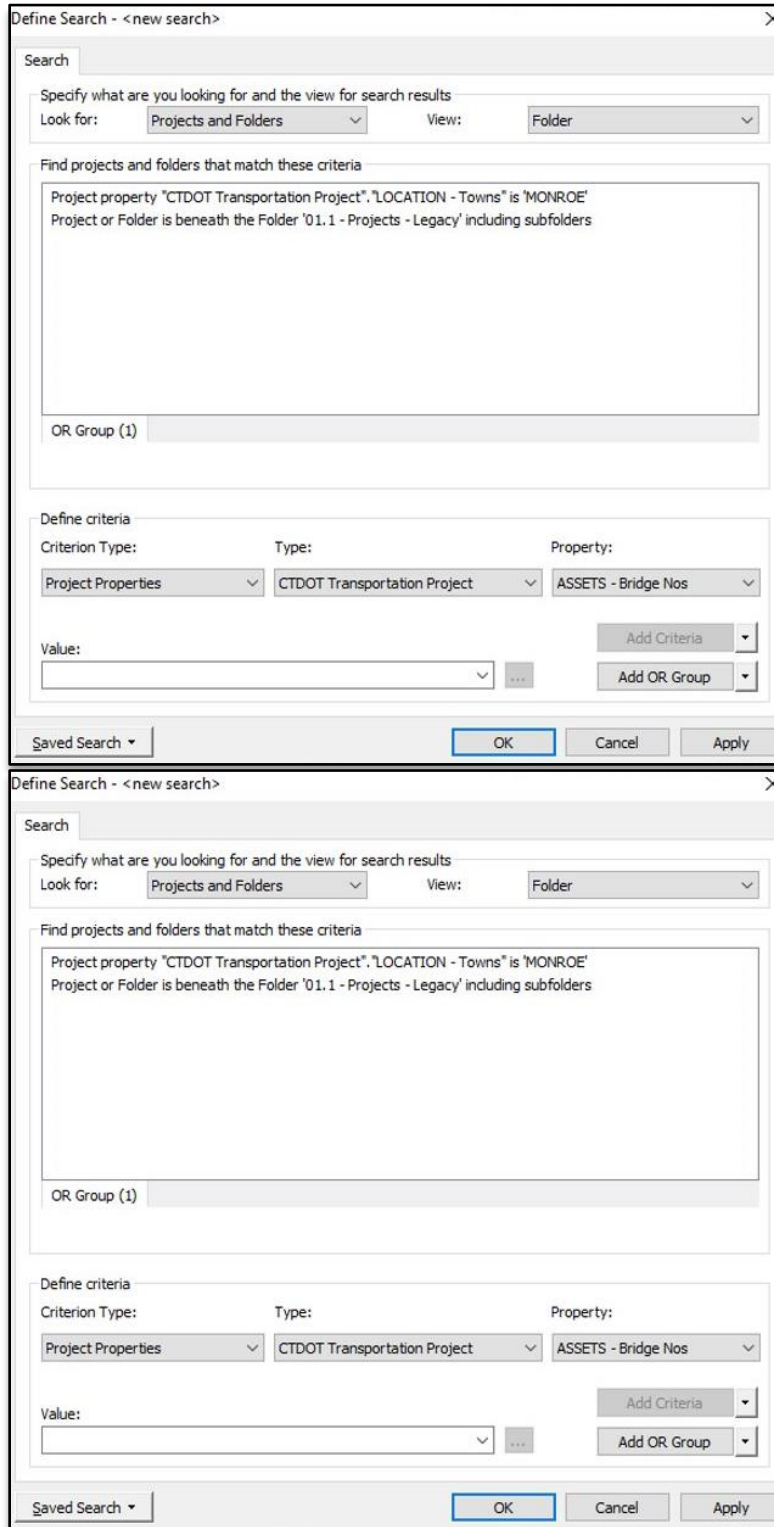 Define Search - <new search>
Search
Specify what are you looking for and the view for search results
Look for: Projects and Folders View: Folder
Find projects and folders that match these criteria
Project property "CTDOT Transportation Project"."LOCATION - Towns" is 'MONROE'
Project or Folder is beneath the Folder '01.1 - Projects - Legacy' including subfolders
OR Group (1)
Define criteria
Criterion Type: Type: Property:
Project Properties CTDOT Transportation Project ASSETS - Bridge Nos
Add Criteria
Value:
... Add OR Group
Saved Search OK Cancel Apply
Define Search - <new search>
Search
Specify what are you looking for and the view for search results
Look for: Projects and Folders View: Folder
Find projects and folders that match these criteria
Project property "CTDOT Transportation Project"."LOCATION - Towns" is 'MONROE'
Project or Folder is beneath the Folder '01.1 - Projects - Legacy' including subfolders
OR Group (1)
Define criteria
Criterion Type: Type: Property:
Project Properties CTDOT Transportation Project ASSETS - Bridge Nos
Add Criteria
Value:
... Add OR Group
Saved Search OK Cancel Apply